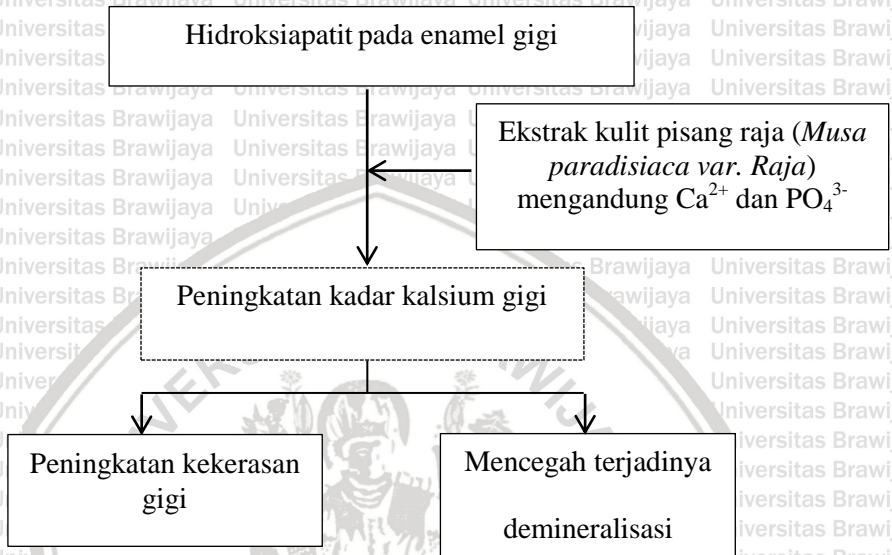 Hidroksiapatit pada enamel gigi
Ekstrak kulit pisang raja (Musa
paradisiaca var. Raja)
mengandung Ca²⁺ dan PO₄³⁻
Peningkatan kadar kalsium gigi
Peningkatan kekerasan
gigi
Mencegah terjadinya
demineralisasi